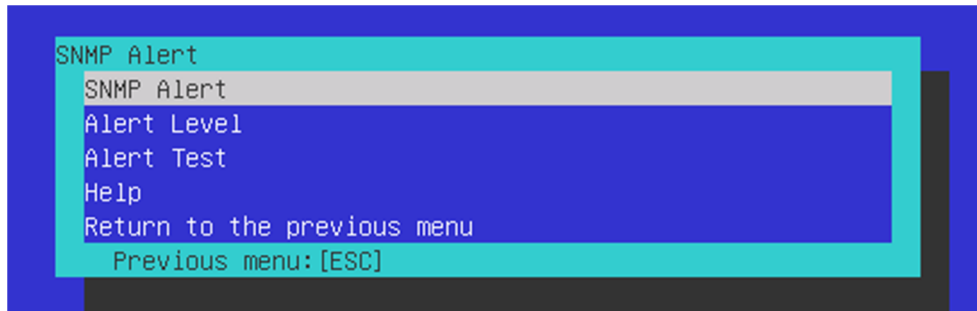 SNMP Alert
SNMP Alert
Alert Level
Alert Test
Help
Return to the previous menu
Previous menu:[ESC]